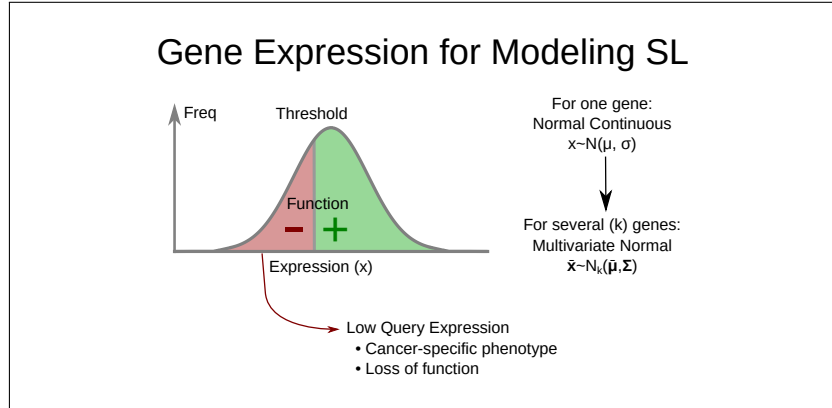 Gene Expression for Modeling SL
Freq
Threshold
Function
− +
Expression (x)
Low Query Expression
• Cancer-specific phenotype
• Loss of function
For one gene:
Normal Continuous
x~N(μ, σ)
For several (k) genes:
Multivariate Normal
x̄~Nₖ(μ̄,Σ)